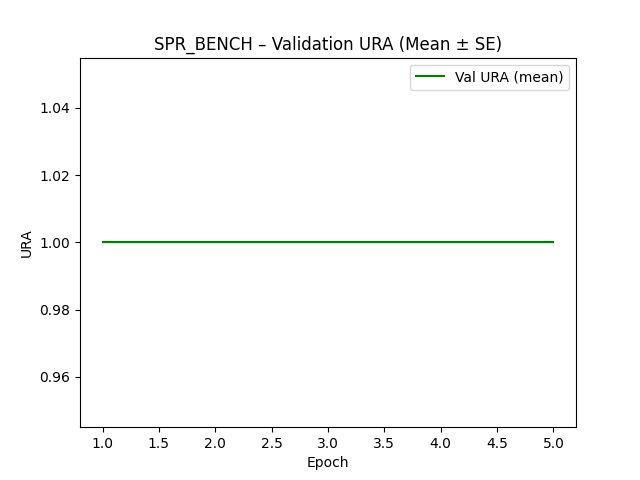 SPR_BENCH – Validation URA (Mean ± SE)
Val URA (mean)
1.04
1.02
1.00
0.98
0.96
URA
1.0 1.5 2.0 2.5 3.0 3.5 4.0 4.5 5.0
Epoch